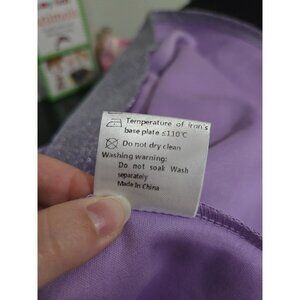 Temperature of iron's
base plate ≤110℃
Do not dry clean
Washing warning:
Do not soak Wash
separately
Made In China